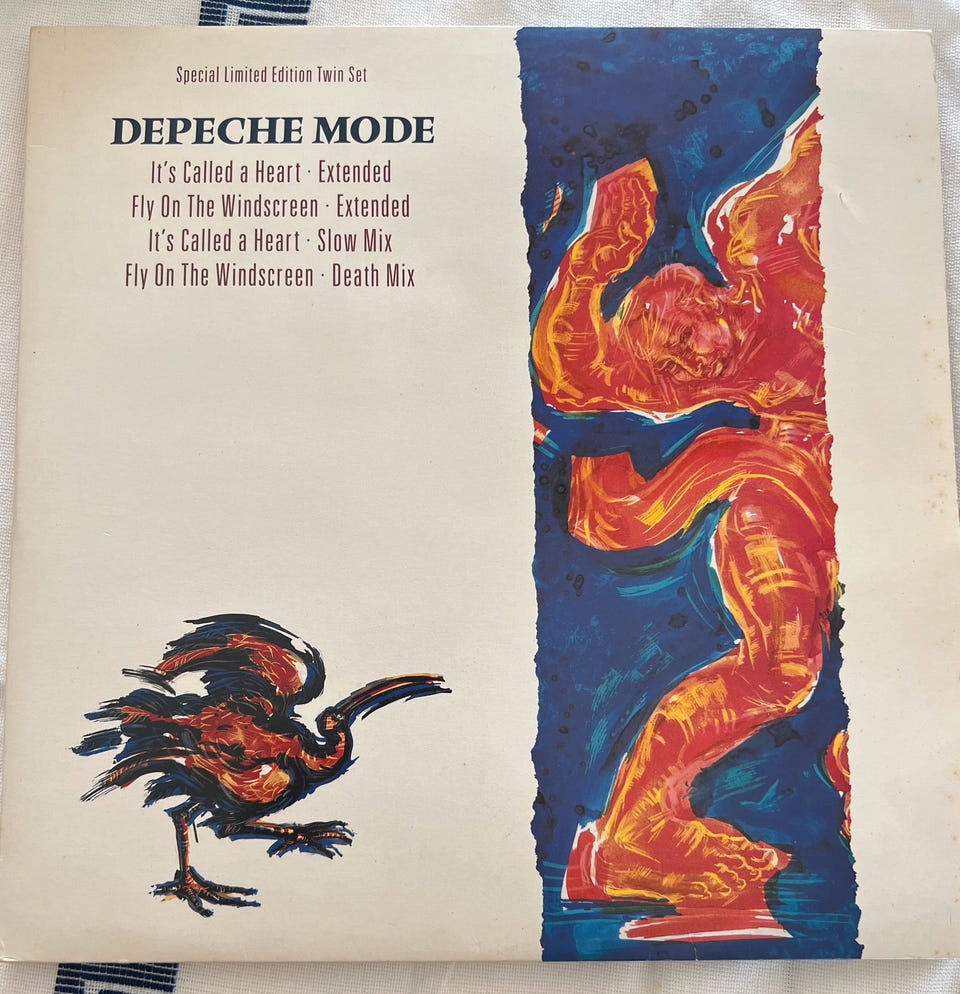 Special Limited Edition Twin Set
DEPECHE MODE
It's Called a Heart · Extended
Fly On The Windscreen · Extended
It's Called a Heart · Slow Mix
Fly On The Windscreen · Death Mix